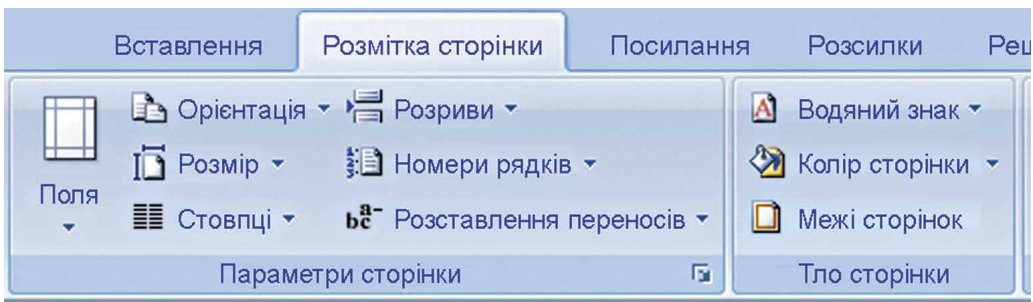 Вставлення Розмітка сторінки Посилання Розсилки
Поля
Орієнтація
Розмір
Стовпці
Розриви
Номери рядків
Розставлення переносів
Параметри сторінки
Водяний знак
Колір сторінки
Межі сторінок
Тло сторінки